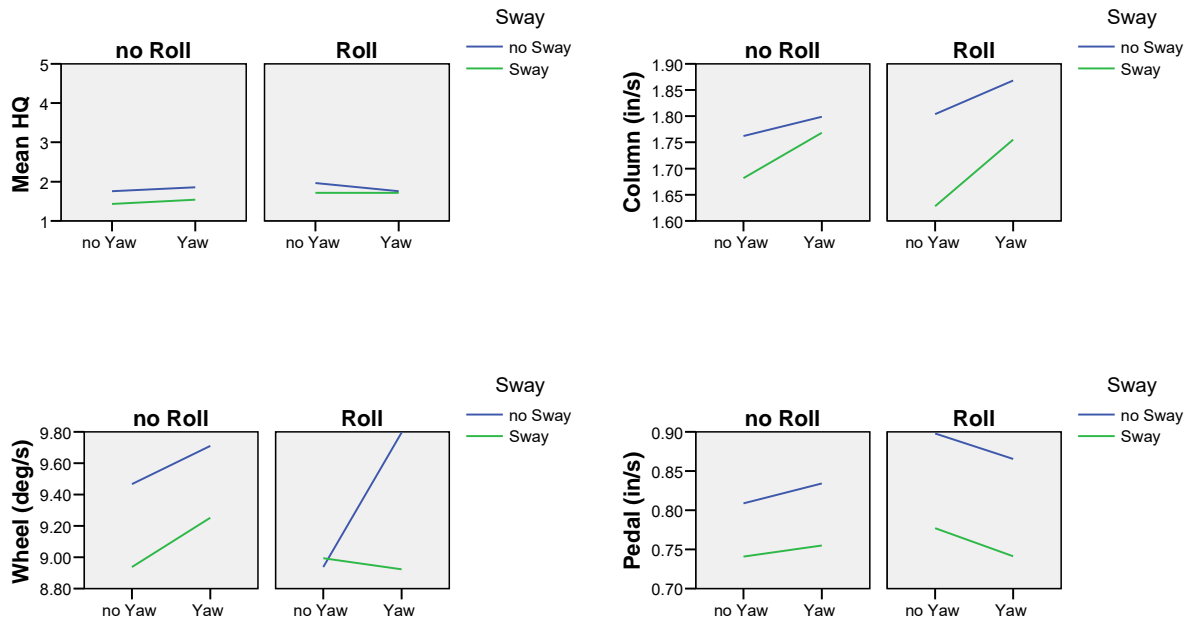 Sway
no Sway
Sway
no Roll
Roll
Mean HQ
5
4
3
2
1
no Yaw
Yaw
no Yaw
Yaw
Sway
no Sway
Sway
no Roll
Roll
Column (in/s)
1.90
1.85
1.80
1.75
1.70
1.65
1.60
no Yaw
Yaw
no Yaw
Yaw
Sway
no Sway
Sway
no Roll
Roll
Wheel (deg/s)
9.80
9.60
9.40
9.20
9.00
8.80
no Yaw
Yaw
no Yaw
Yaw
Sway
no Sway
Sway
no Roll
Roll
Pedal (in/s)
0.90
0.85
0.80
0.75
0.70
no Yaw
Yaw
no Yaw
Yaw